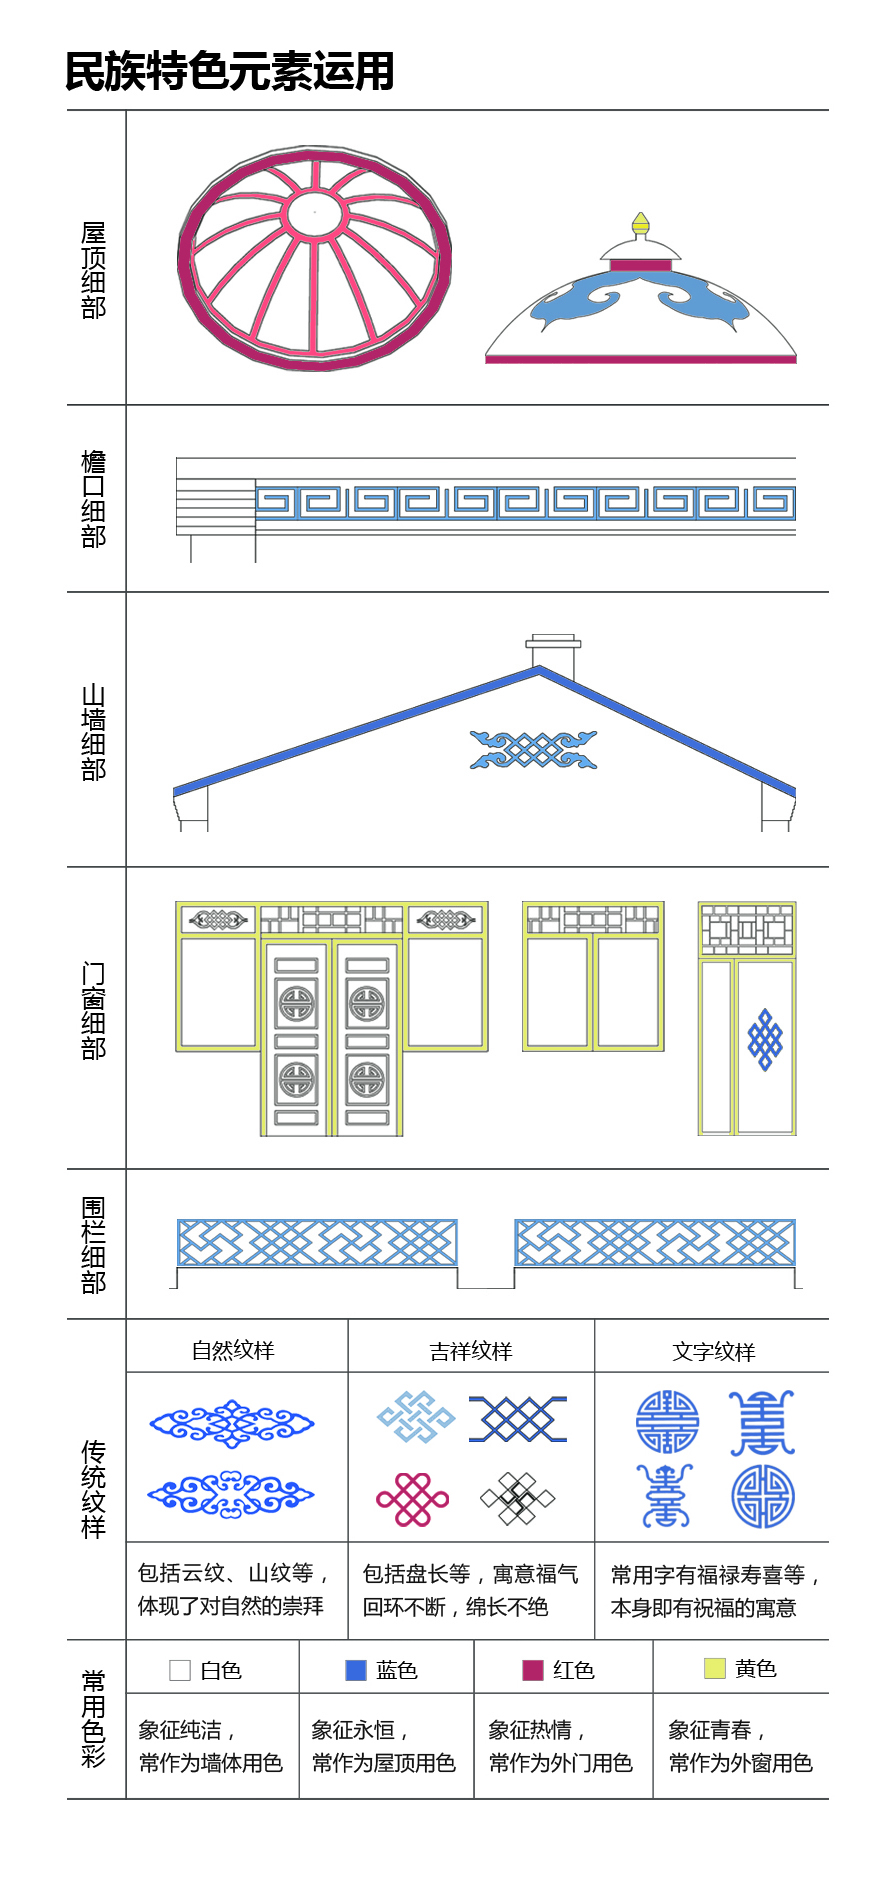 民族特色元素运用
屋顶细部
檐口细部
山墙细部
门窗细部
围栏细部
传统纹样
自然纹样
吉祥纹样
文字纹样
包括云纹、山纹等，
体现了对自然的崇拜
包括盘长等，寓意福气
回环不断，绵长不绝
常用字有福禄寿喜等，
本身即有祝福的寓意
常用色彩
白色
蓝色
红色
黄色
象征纯洁，
常作为墙体用色
象征永恒，
常作为屋顶用色
象征热情，
常作为外门用色
象征青春，
常作为外窗用色